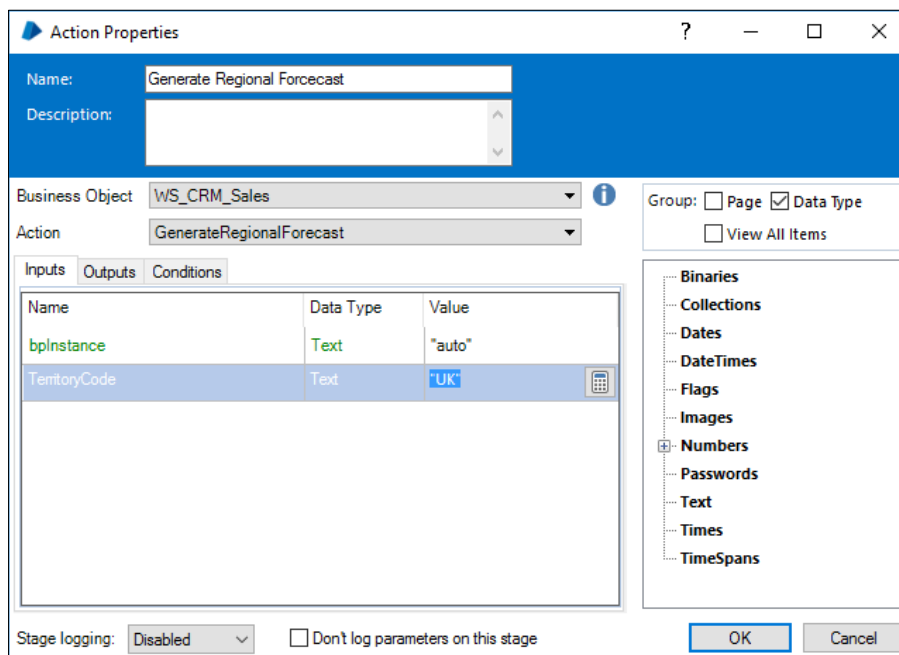 Action Properties ?
Name: Generate Regional Forcecast
Description:
Business Object WS_CRM_Sales
Action GenerateRegionalForecast
Group: Page Data Type
View All Items
Inputs Outputs Conditions
Name Data Type Value
bpInstance Text "auto"
TerritoryCode Text "UK"
Binaries
Collections
Dates
DateTimes
Flags
Images
Numbers
Passwords
Text
Times
TimeSpans
Stage logging: Disabled Don't log parameters on this stage OK Cancel